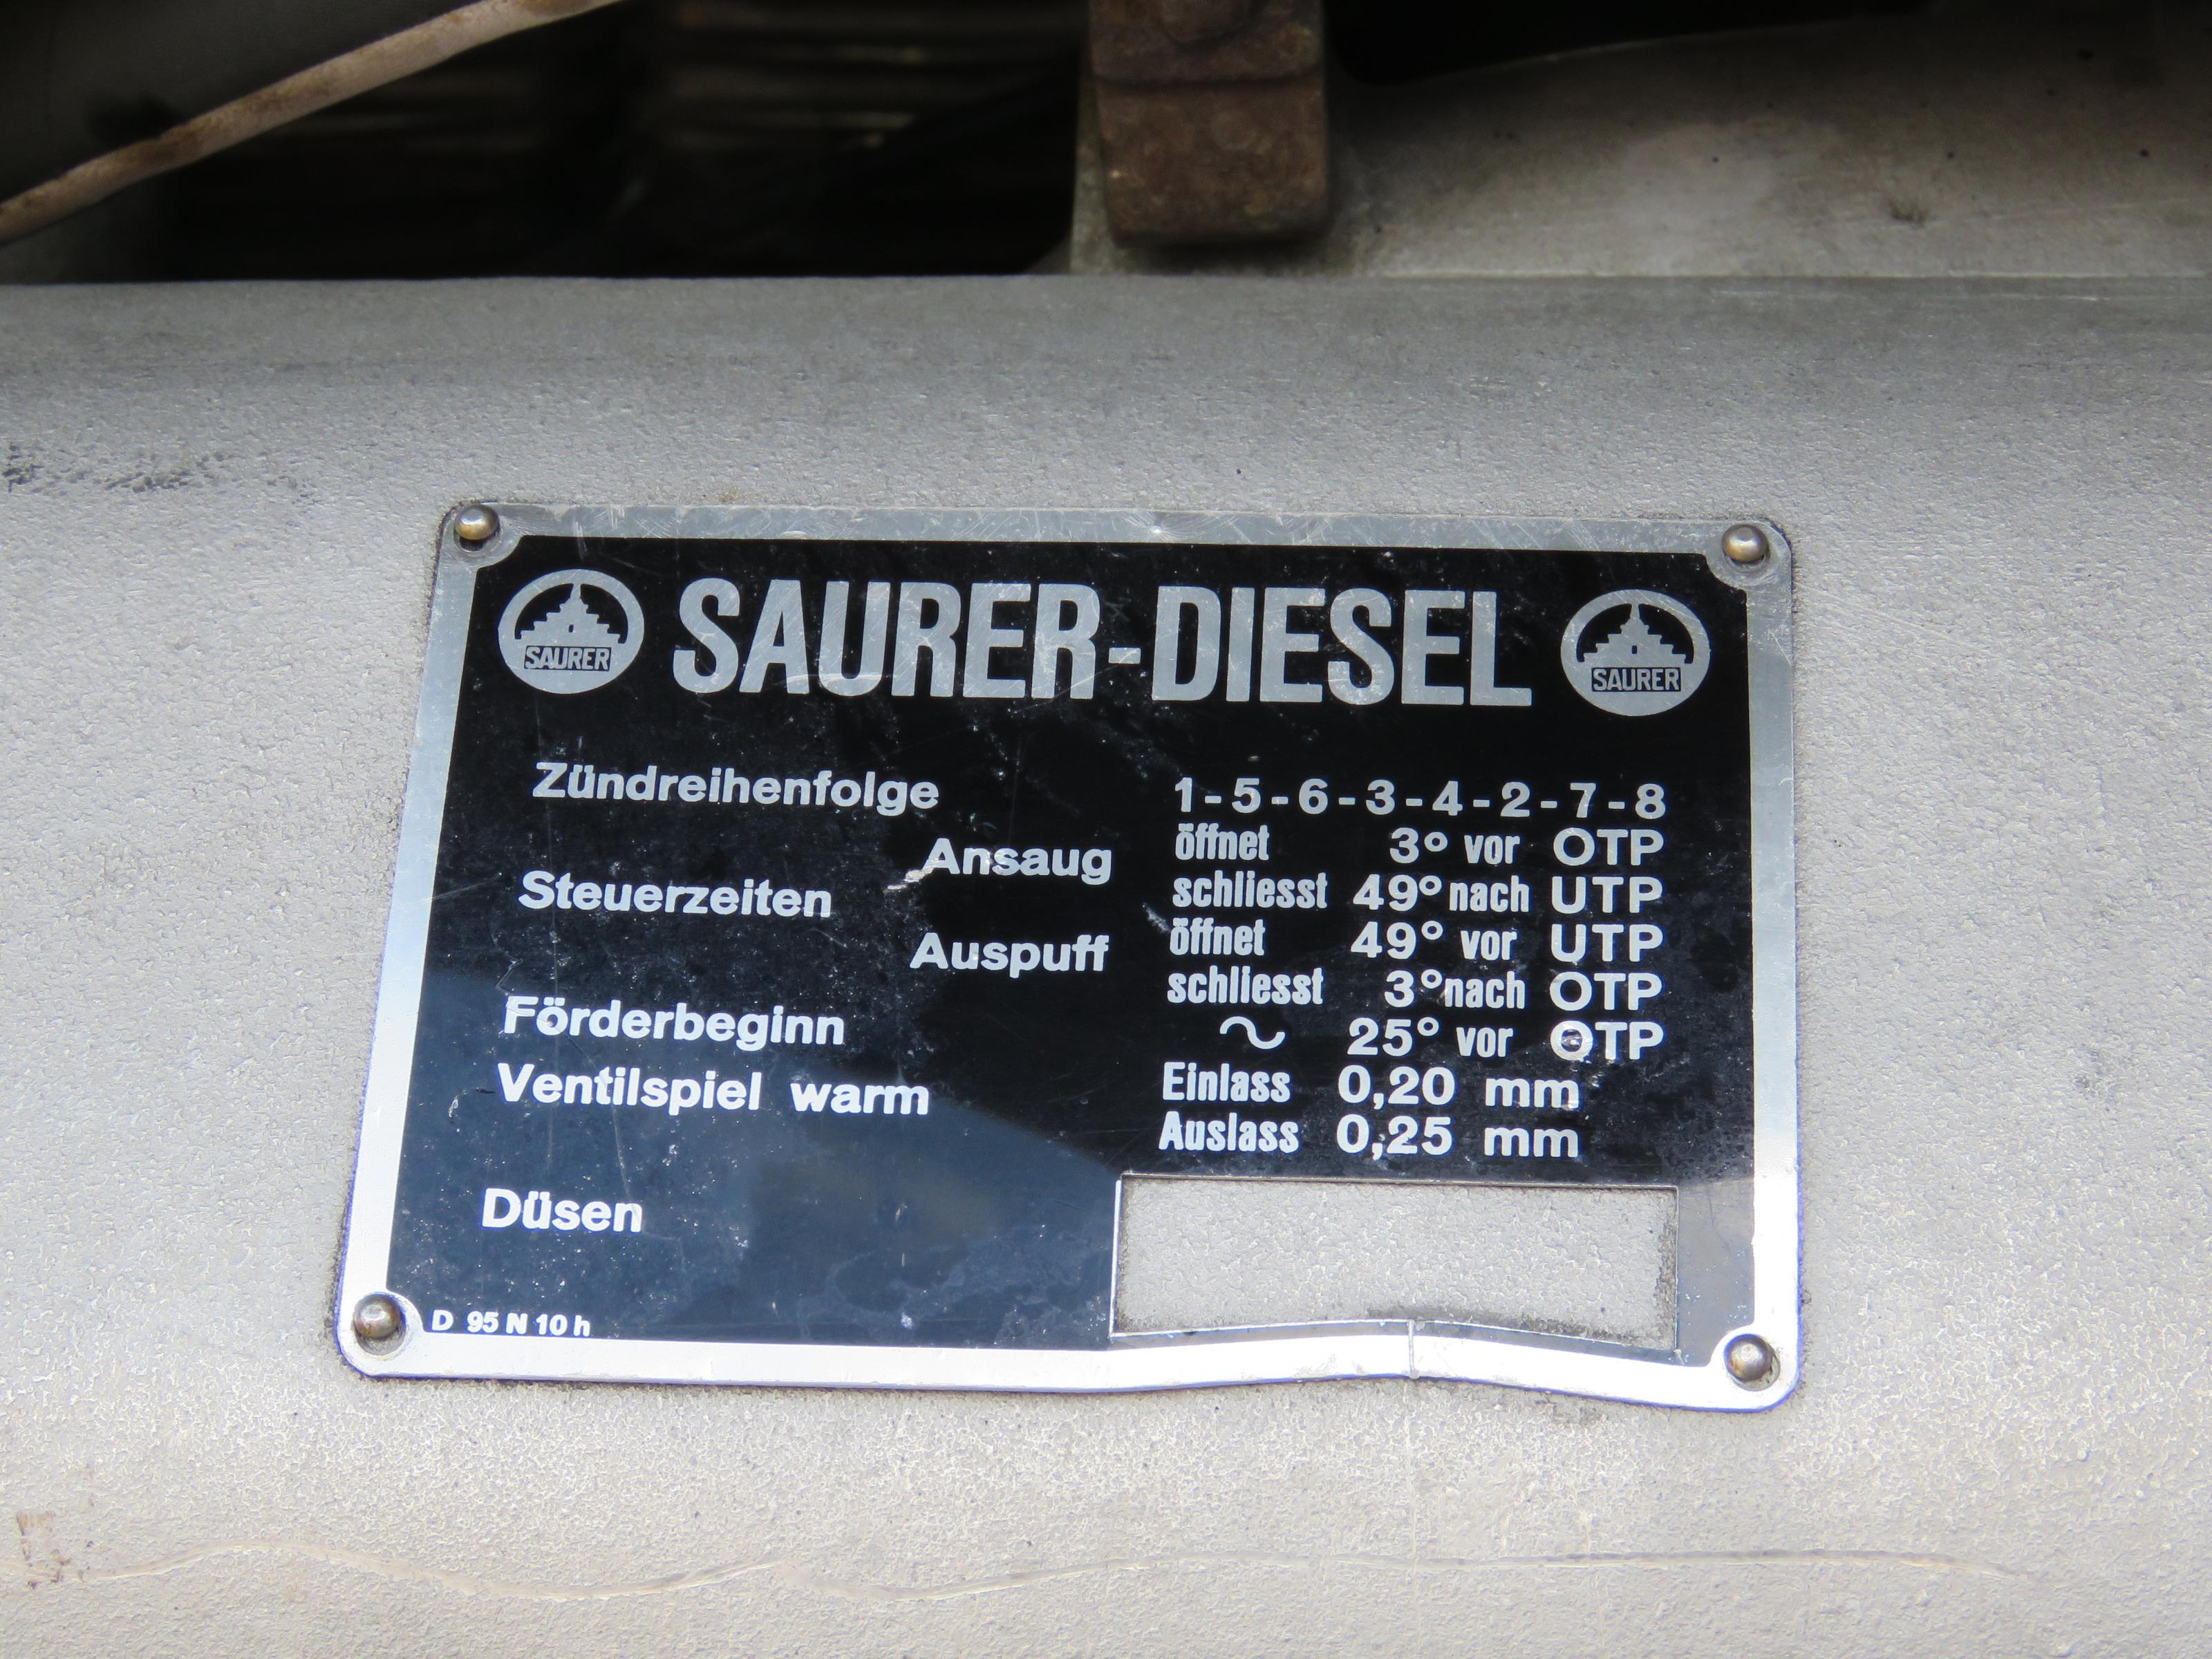 SAURER SAURER-DIESEL SAURER
Zündreihenfolge 1-5-6-3-4-2-7-8
Steuerzeiten
Ansaug öffnet 3° vor OTP
schliesst 49° nach UTP
Auspuff öffnet 49° vor UTP
schliesst 3° nach OTP
Förderbeginn ~ 25° vor OTP
Ventilspiel warm Einlass 0,20 mm
Auslass 0,25 mm
Düsen
D 95 N 10 h